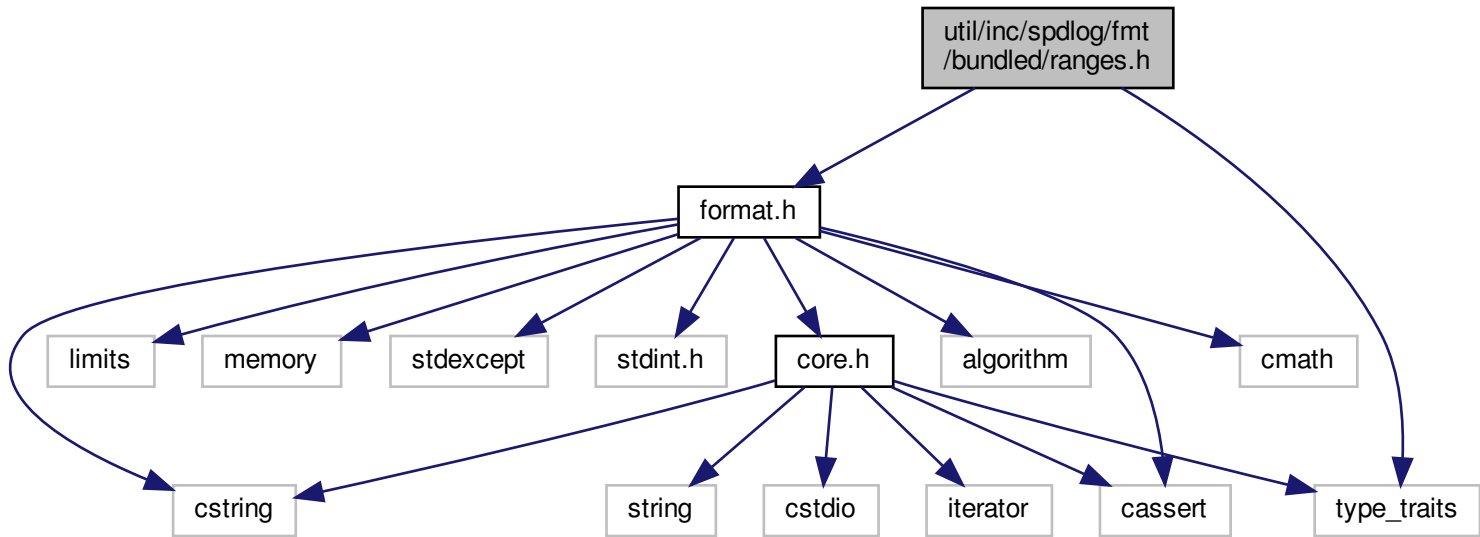 util/inc/spdlog/fmt
/bundled/ranges.h
format.h
limits
memory
stdexcept
stdint.h
core.h
algorithm
cmath
cstring
string
cstdio
iterator
cassert
type_traits